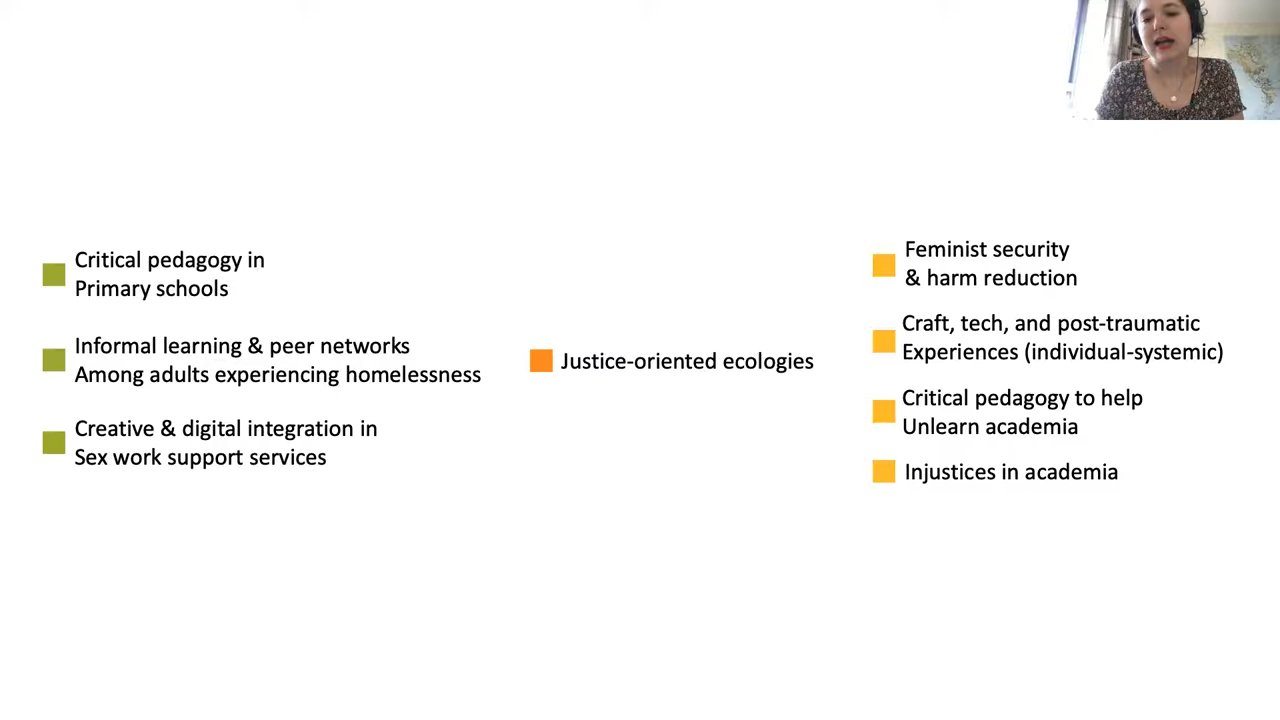 Critical pedagogy in
Primary schools
Informal learning & peer networks
Among adults experiencing homelessness
Creative & digital integration in
Sex work support services
Justice-oriented ecologies
Feminist security
& harm reduction
Craft, tech, and post-traumatic
Experiences (individual-systemic)
Critical pedagogy to help
Unlearn academia
Injustices in academia